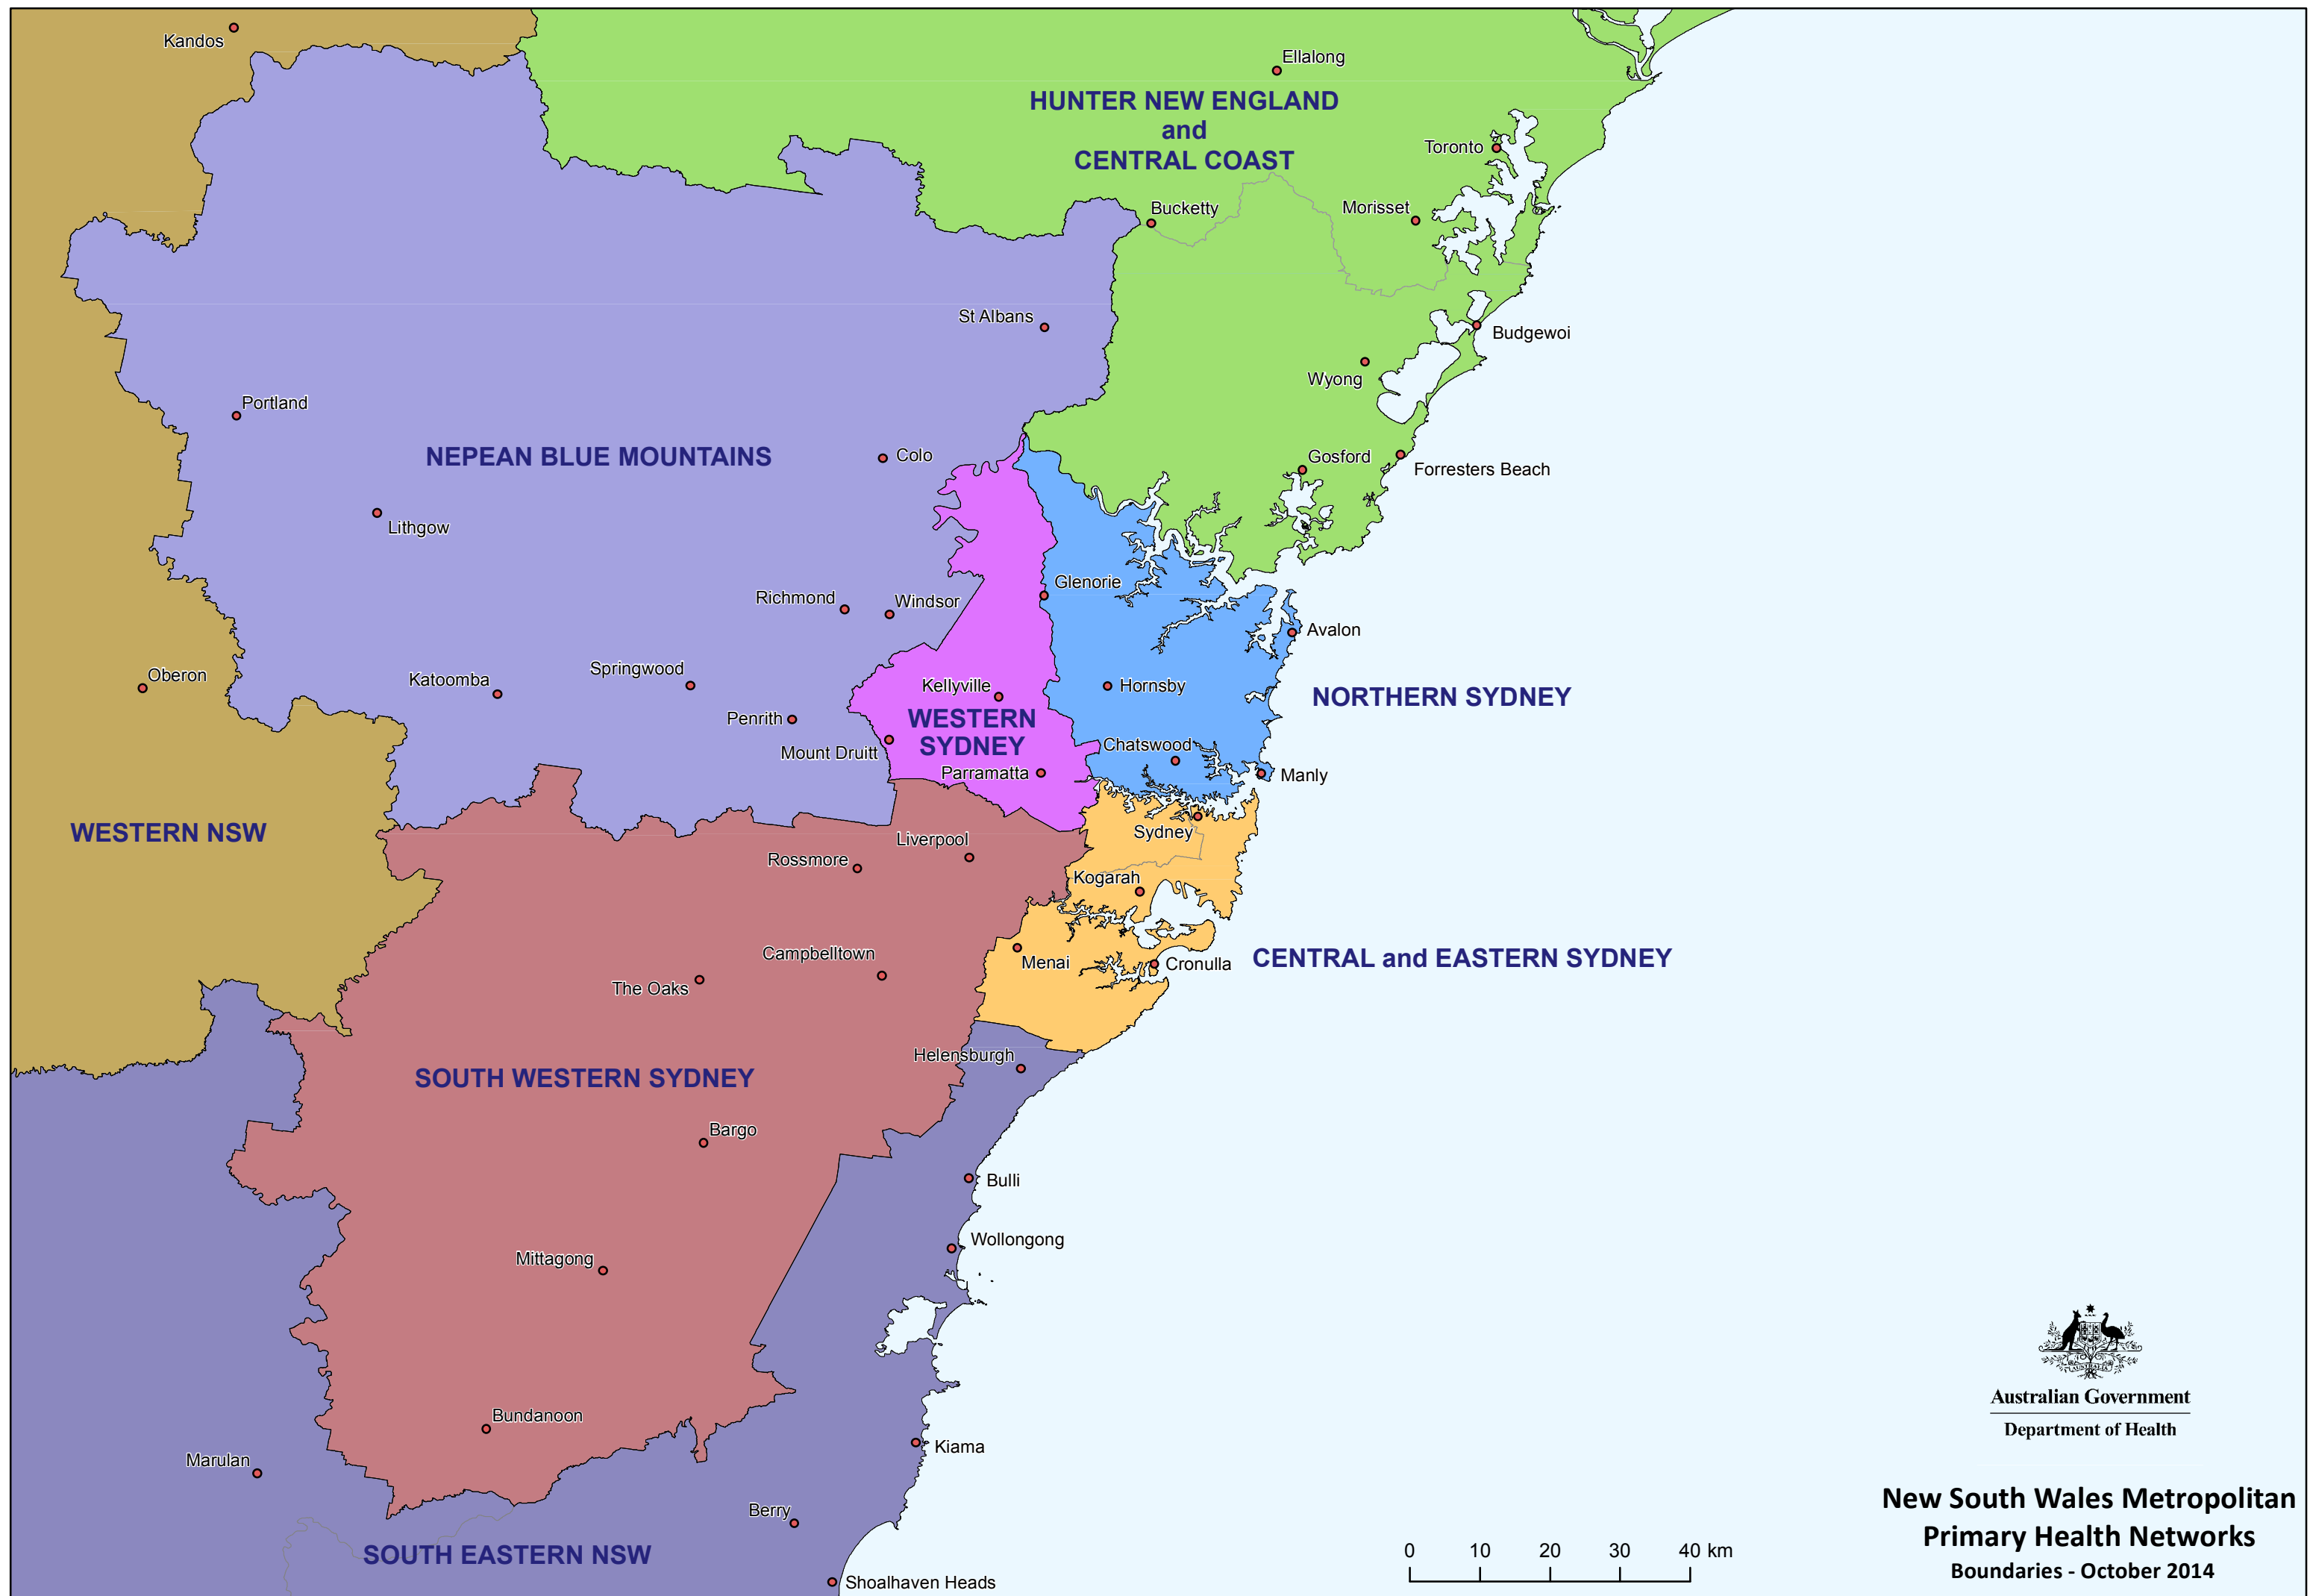 Kandos
Ellalong
HUNTER NEW ENGLAND
and
CENTRAL COAST
Toronto
Bucketty
Morisset
St Albans
Budgewoi
Wyong
Portland
NEPEAN BLUE MOUNTAINS
Colo
Gosford
Forresters Beach
Lithgow
Glenorie
Richmond
Windsor
Avalon
Oberon
Katoomba
Springwood
Kellyville
Hornsby
NORTHERN SYDNEY
Penrith
WESTERN
SYDNEY
Mount Druitt
Chatswood
Parramatta
Manly
WESTERN NSW
Sydney
Liverpool
Rossmore
Kogarah
Campbelltown
Menai
Cronulla
CENTRAL and EASTERN SYDNEY
The Oaks
Helensburgh
SOUTH WESTERN SYDNEY
Bargo
Bulli
Wollongong
Mittagong
AUSTRALIA
Australian Government
Department of Health
Bundanoon
Kiama
Marulan
Berry
SOUTH EASTERN NSW
Shoalhaven Heads
0 10 20 30 40 km
New South Wales Metropolitan
Primary Health Networks
Boundaries - October 2014